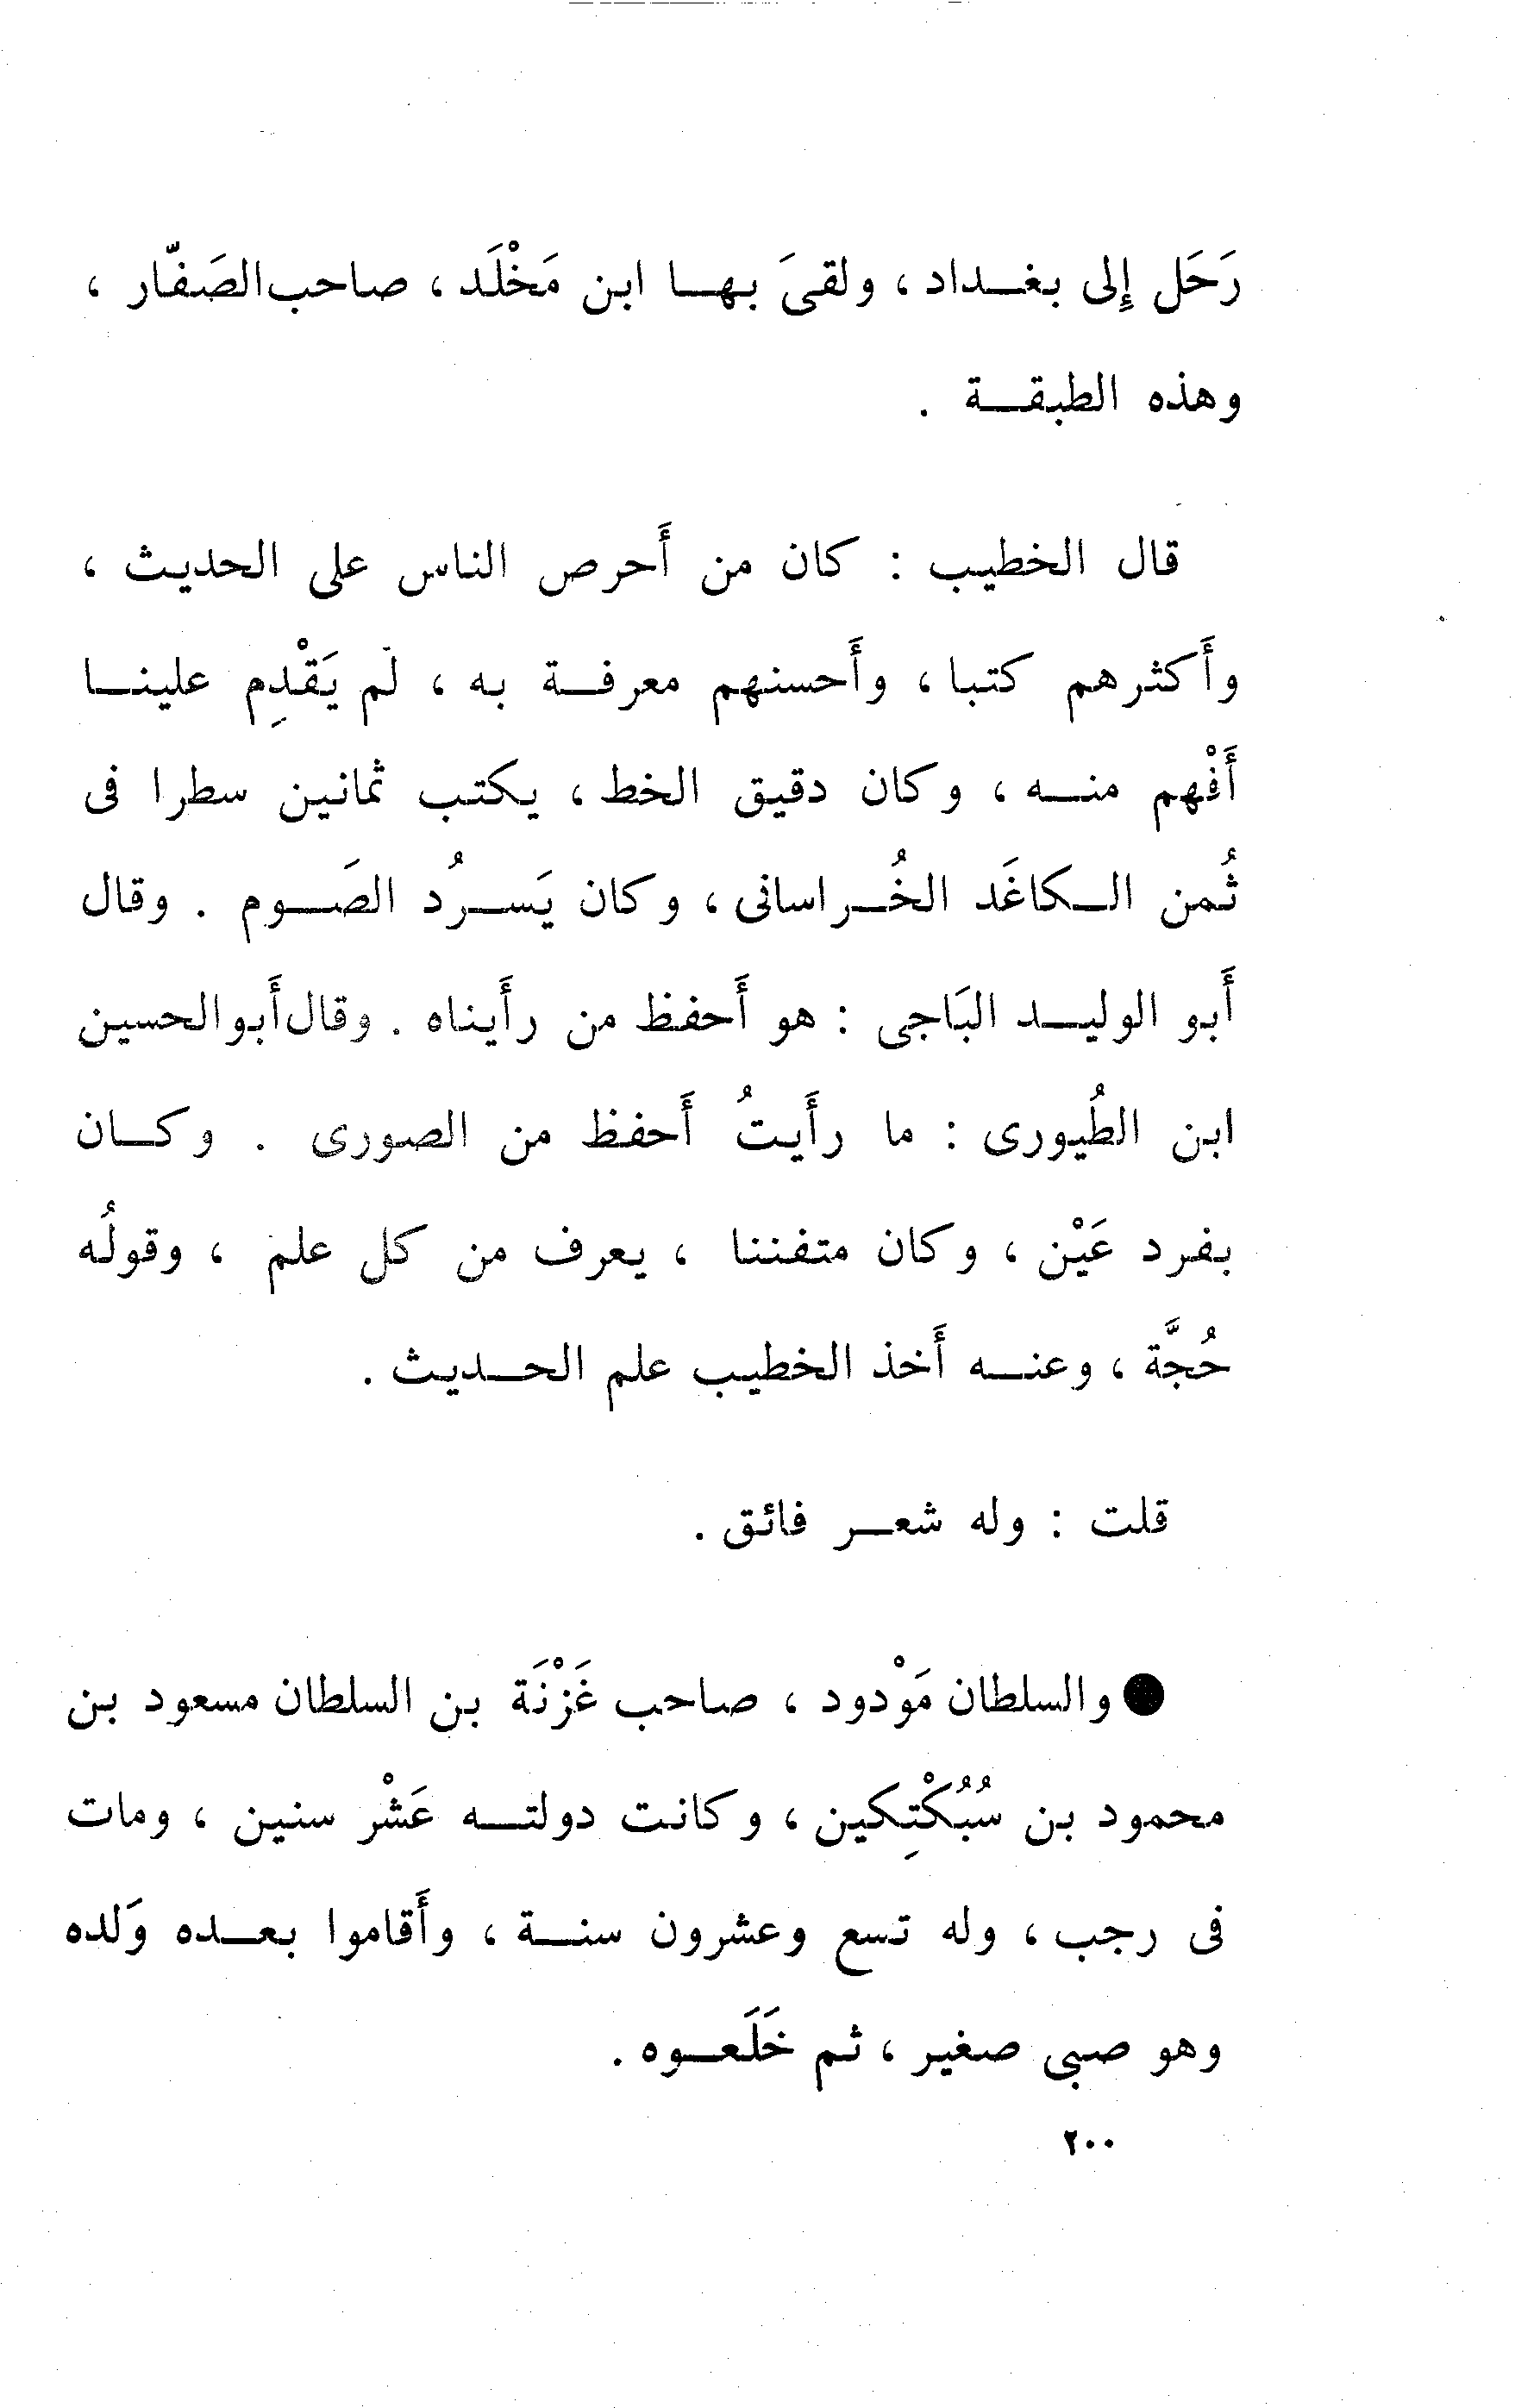 رَحَل إلى بغداد ، ولقىَ بها ابن مَخْلَد ، صاحب الصَفّار ،
وهذه الطبقة .
قال الخطيب : كان من أَحرص الناس على الحديث ،
وأَكثرهم كتبا ، وأَحسنهم معرفة به ، لم يَقْدِم علينا
أَفْهم منه ، وكان دقيق الخط ، يكتب ثمانين سطرا فى
ثُمن الكاغَد الخُراسانى ، وكان يَسرُد الصَوم . وقال
أَبو الوليد البَاجى : هو أَحفظ من رأَيناه . وقال أَبو الحسين
ابن الطُيورى : ما رأَيتُ أَحفظ من الصورى . وكان
بفرد عَيْن ، وكان متفننا ، يعرف من كل علم ، وقولُه
حُجَّة ، وعنه أَخذ الخطيب علم الحديث .
قلت : وله شعر فائق .
● والسلطان مَوْدود ، صاحب غَزْنَة بن السلطان مسعود بن
محمود بن سُبُكْتِكين ، وكانت دولته عَشْر سنين ، ومات
فى رجب ، وله تسع وعشرون سنة ، وأَقاموا بعده وَلده
وهو صبى صغير ، ثم خَلَعوه .
٢٠٠